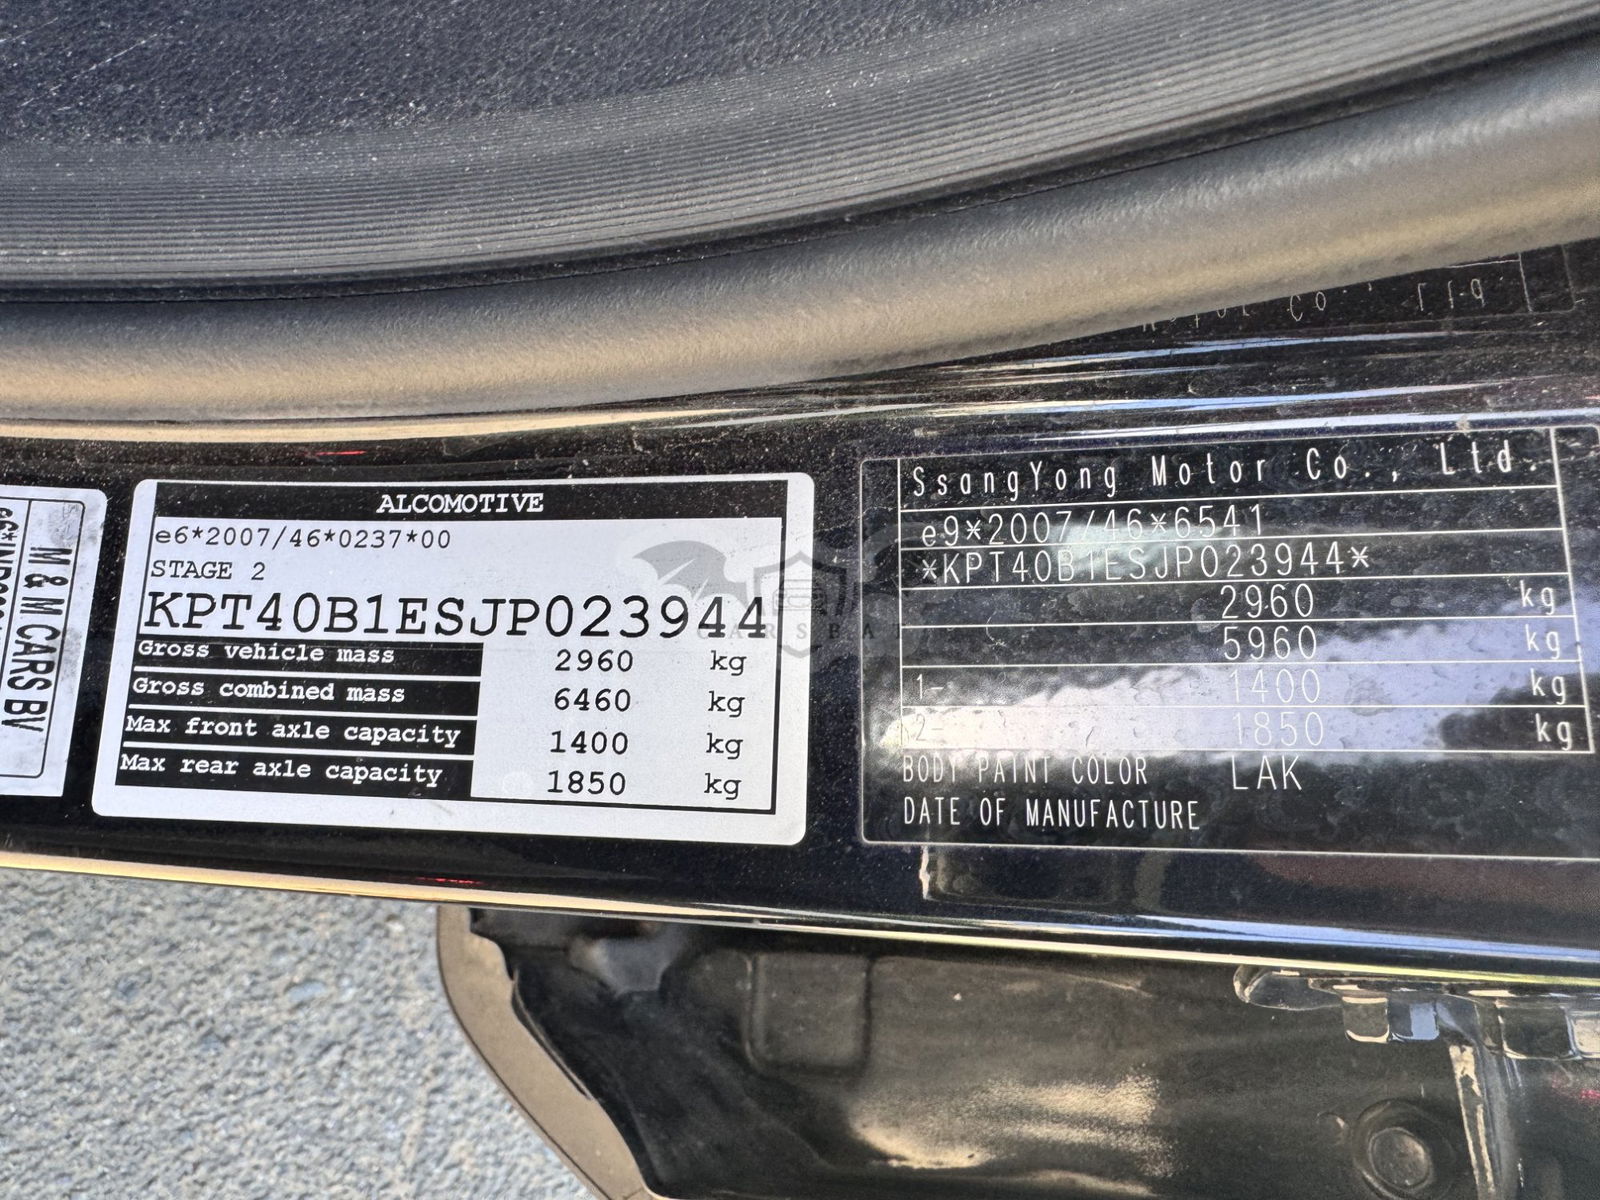 M & M CARS BV
ALCOMOTIVE
e6*2007/46*0237*00
STAGE 2
KPT40B1ESJP023944
Gross vehicle mass 2960 kg
Gross combined mass 6460 kg
Max front axle capacity 1400 kg
Max rear axle capacity 1850 kg
SsangYong Motor Co., Ltd.
e9*2007/46*6541
*KPT40B1ESJP023944*
2960 kg
5960 kg
1- 1400 kg
2- 1850 kg
BODY PAINT COLOR LAK
DATE OF MANUFACTURE